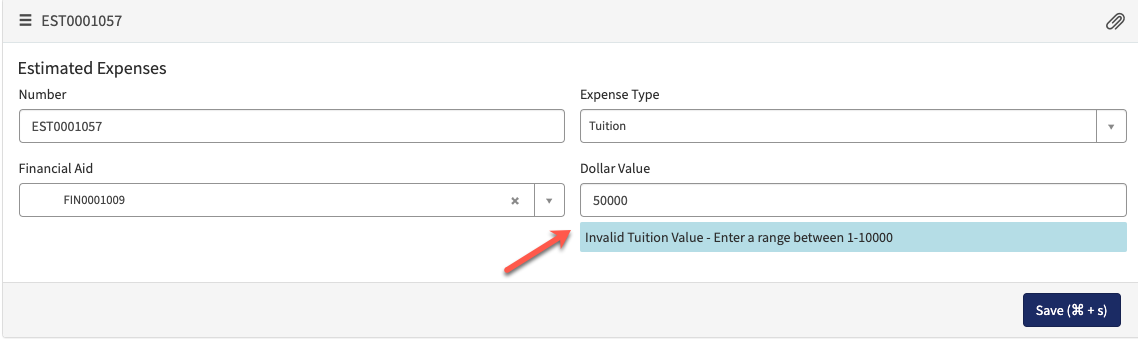 EST0001057
Estimated Expenses
Number
Expense Type
EST0001057
Tuition
Financial Aid
Dollar Value
FIN0001009
50000
Invalid Tuition Value - Enter a range between 1-10000
Save (⌘ + s)